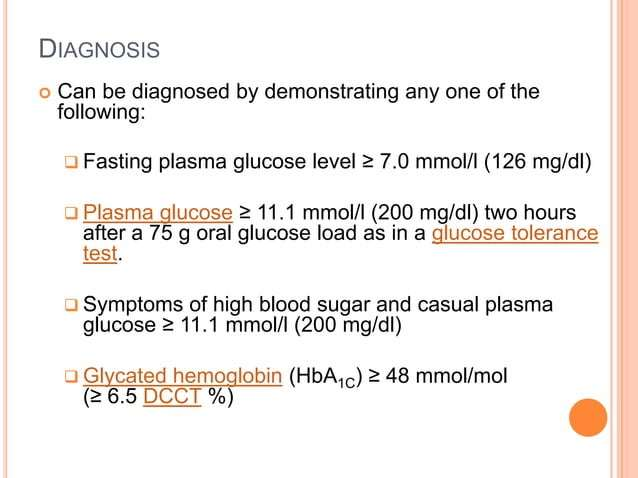 DIAGNOSIS
Can be diagnosed by demonstrating any one of the
following:
Fasting plasma glucose level ≥ 7.0 mmol/l (126 mg/dl)
Plasma glucose ≥ 11.1 mmol/l (200 mg/dl) two hours
after a 75 g oral glucose load as in a glucose tolerance
test.
Symptoms of high blood sugar and casual plasma
glucose ≥ 11.1 mmol/l (200 mg/dl)
Glycated hemoglobin (HbA1C) ≥ 48 mmol/mol
(≥ 6.5 DCCT %)